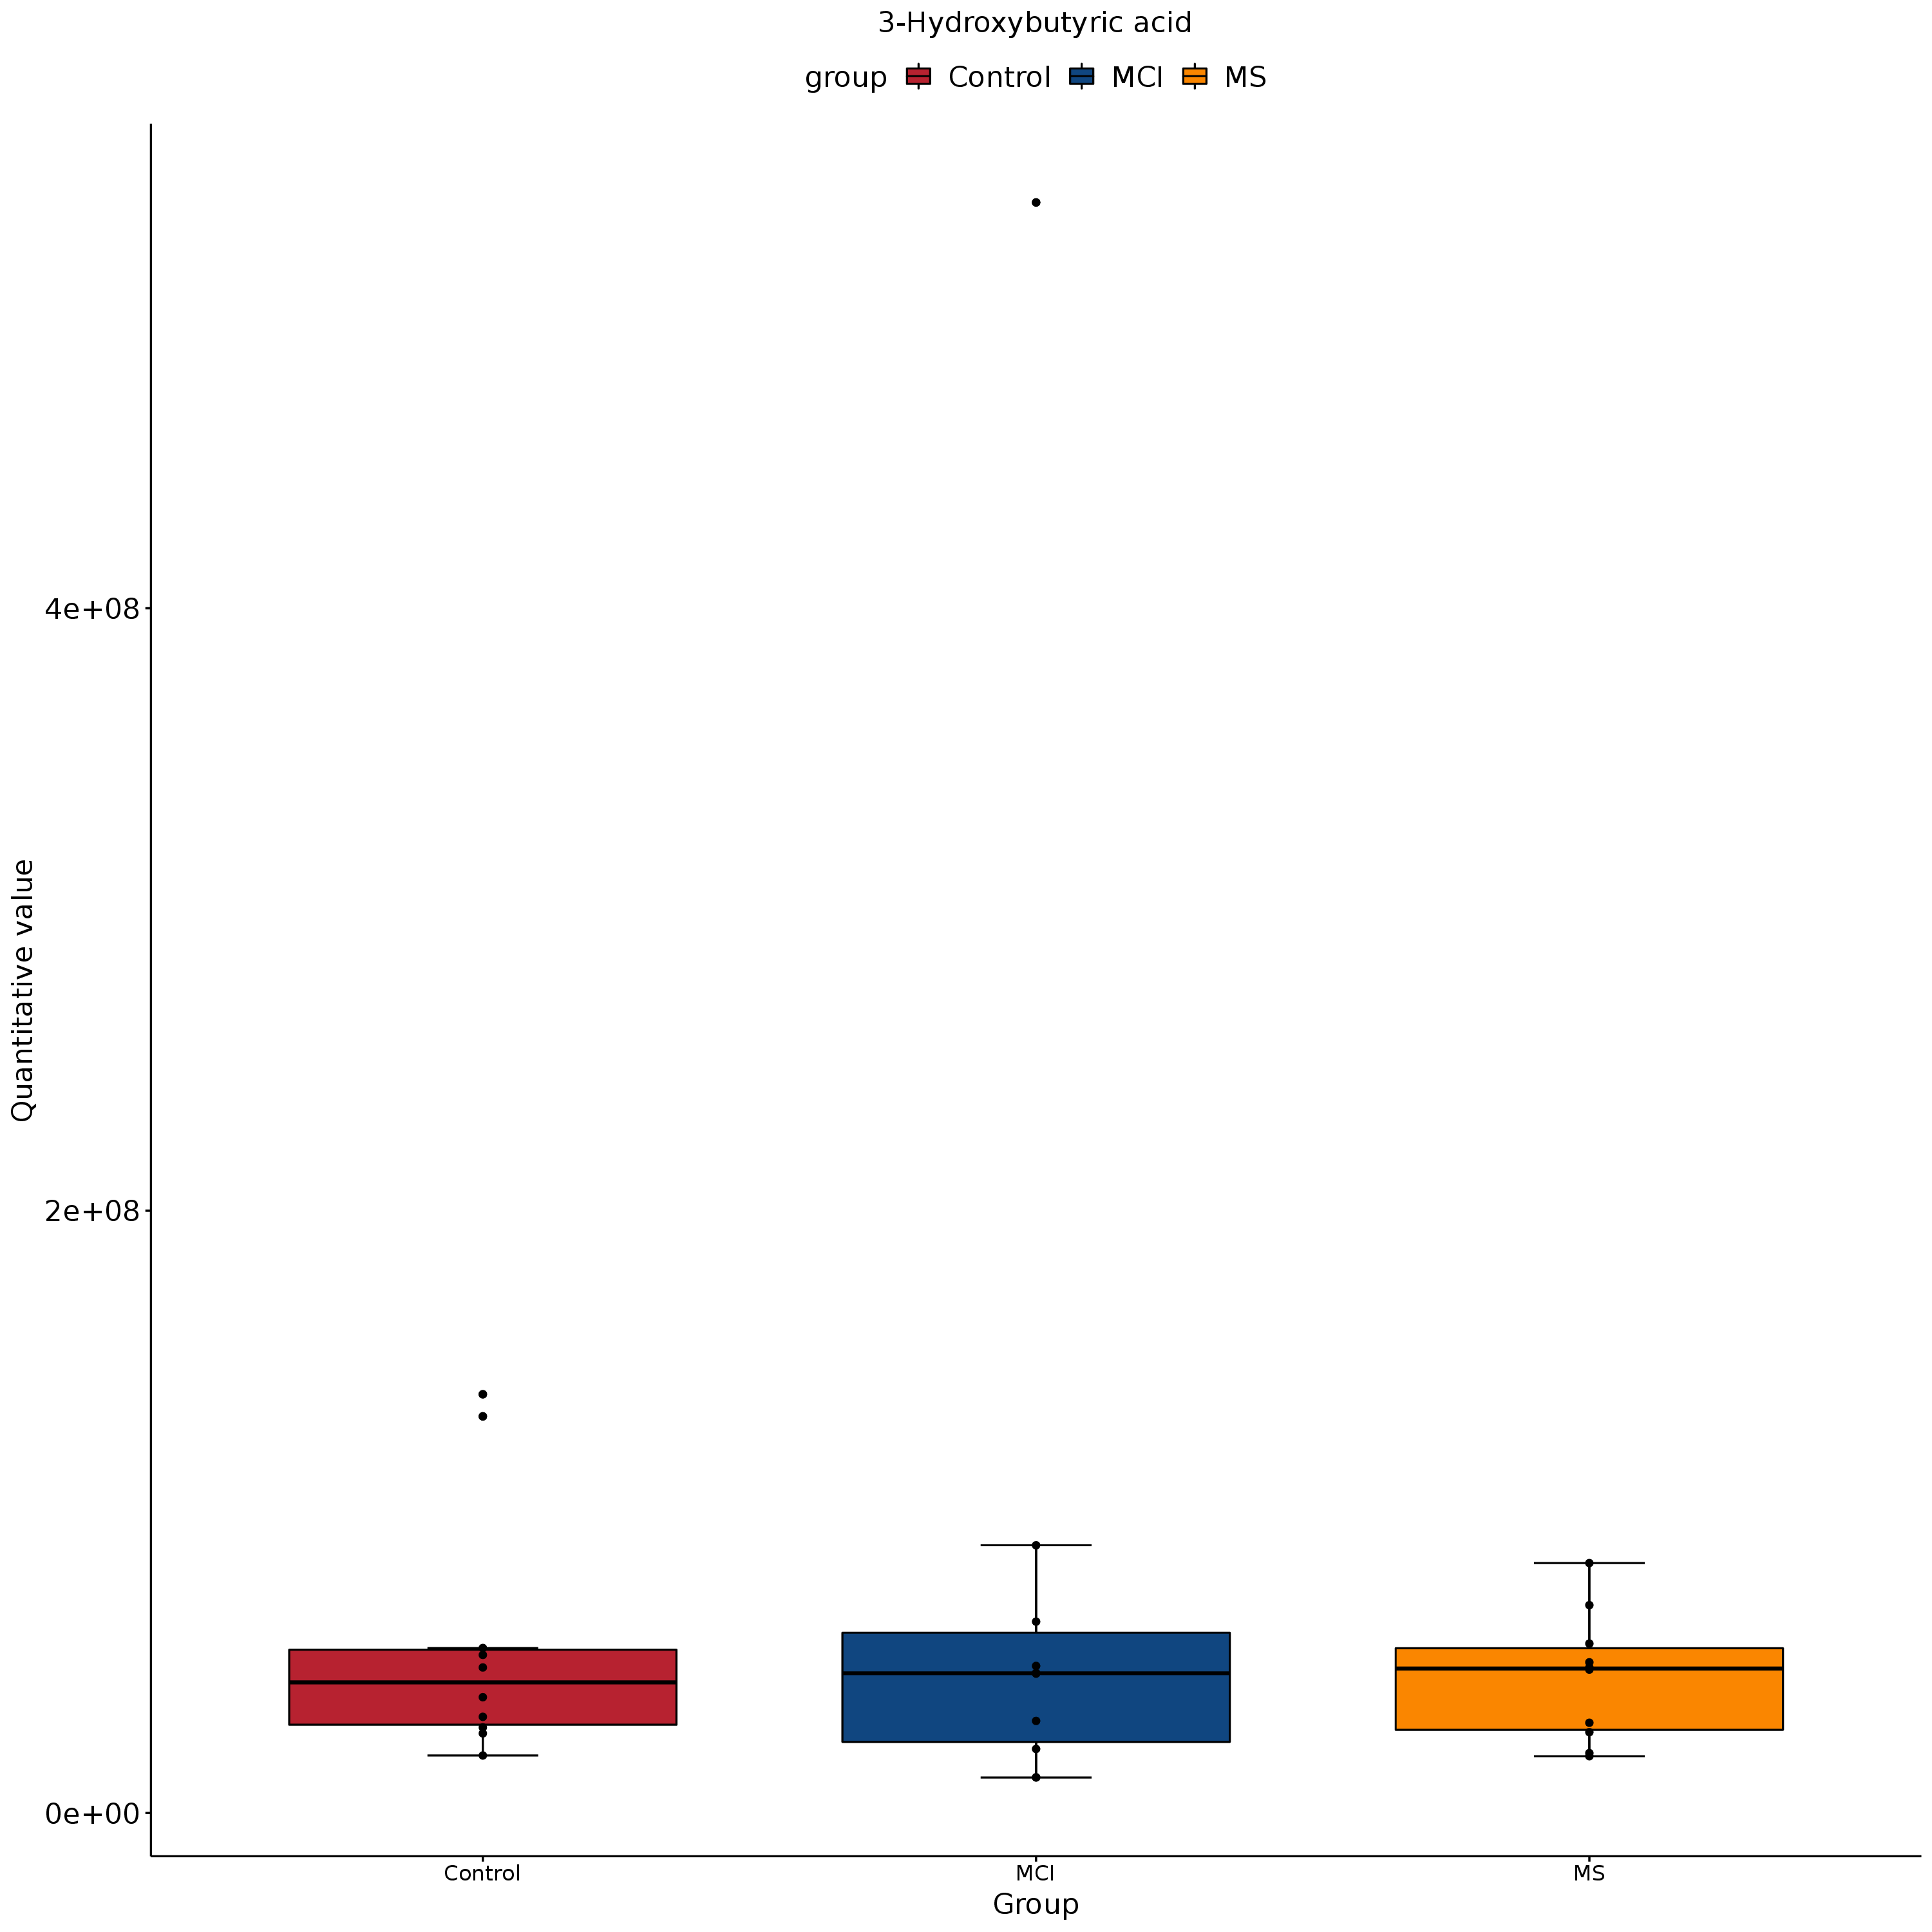 3-Hydroxybutyric acid
group Control MCI MS
Quantitative value
4e+08
2e+08
0e+00
Control MCI MS
Group